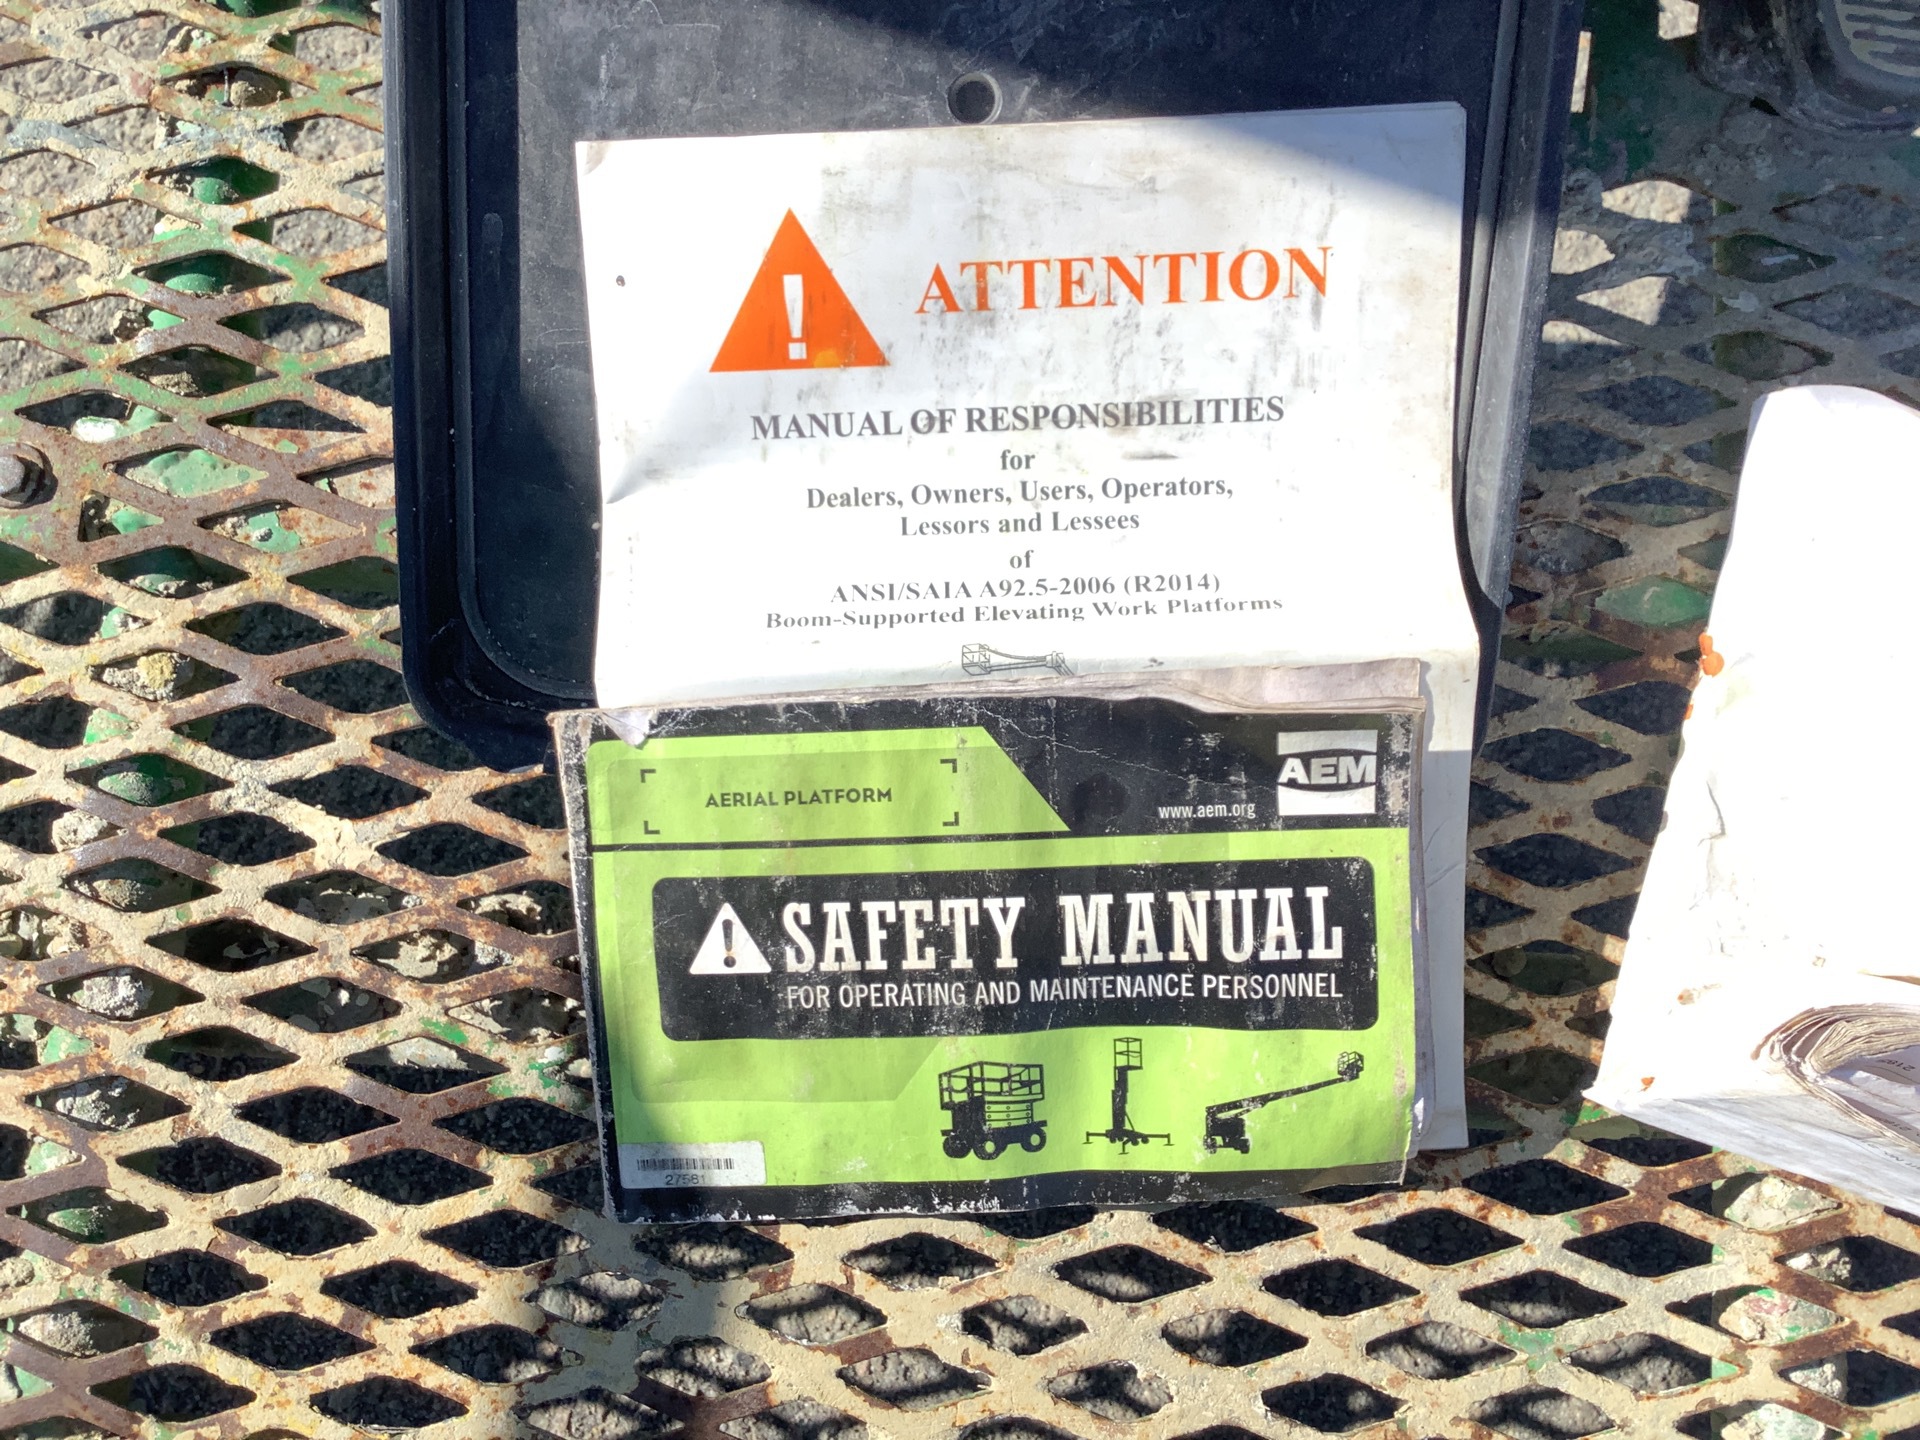 ATTENTION
MANUAL OF RESPONSIBILITIES
for
Dealers, Owners, Users, Operators,
Lessors and Lessees
of
ANSI/SAIA A92.5-2006 (R2014)
Boom-Supported Elevating Work Platforms
AERIAL PLATFORM
AEM
www.aem.org
SAFETY MANUAL
FOR OPERATING AND MAINTENANCE PERSONNEL
27581